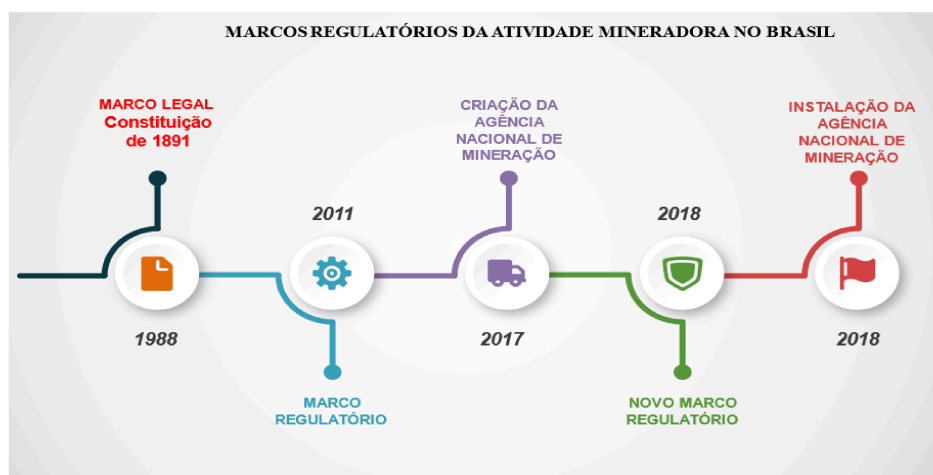 MARCOS REGULATÓRIOS DA ATIVIDADE MINERADORA NO BRASIL
MARCO LEGAL
Constituição
de 1891
1988
2011
MARCO
REGULATÓRIO
CRIAÇÃO DA
AGÊNCIA
NACIONAL DE
MINERAÇÃO
2017
2018
NOVO MARCO
REGULATÓRIO
INSTALAÇÃO DA
AGÊNCIA
NACIONAL DE
MINERAÇÃO
2018